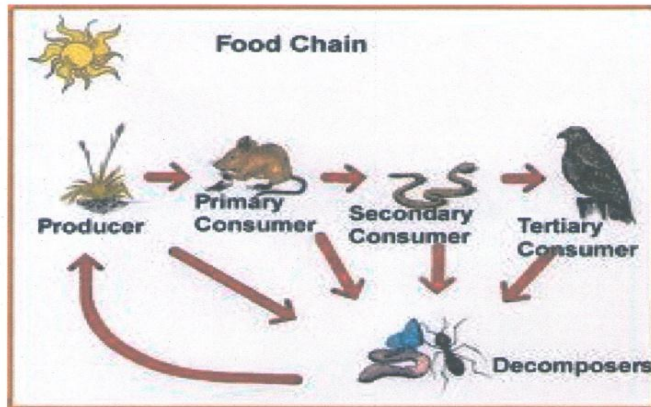 Food Chain
Producer
Primary
Consumer
Secondary
Consumer
Tertiary
Consumer
Decomposers